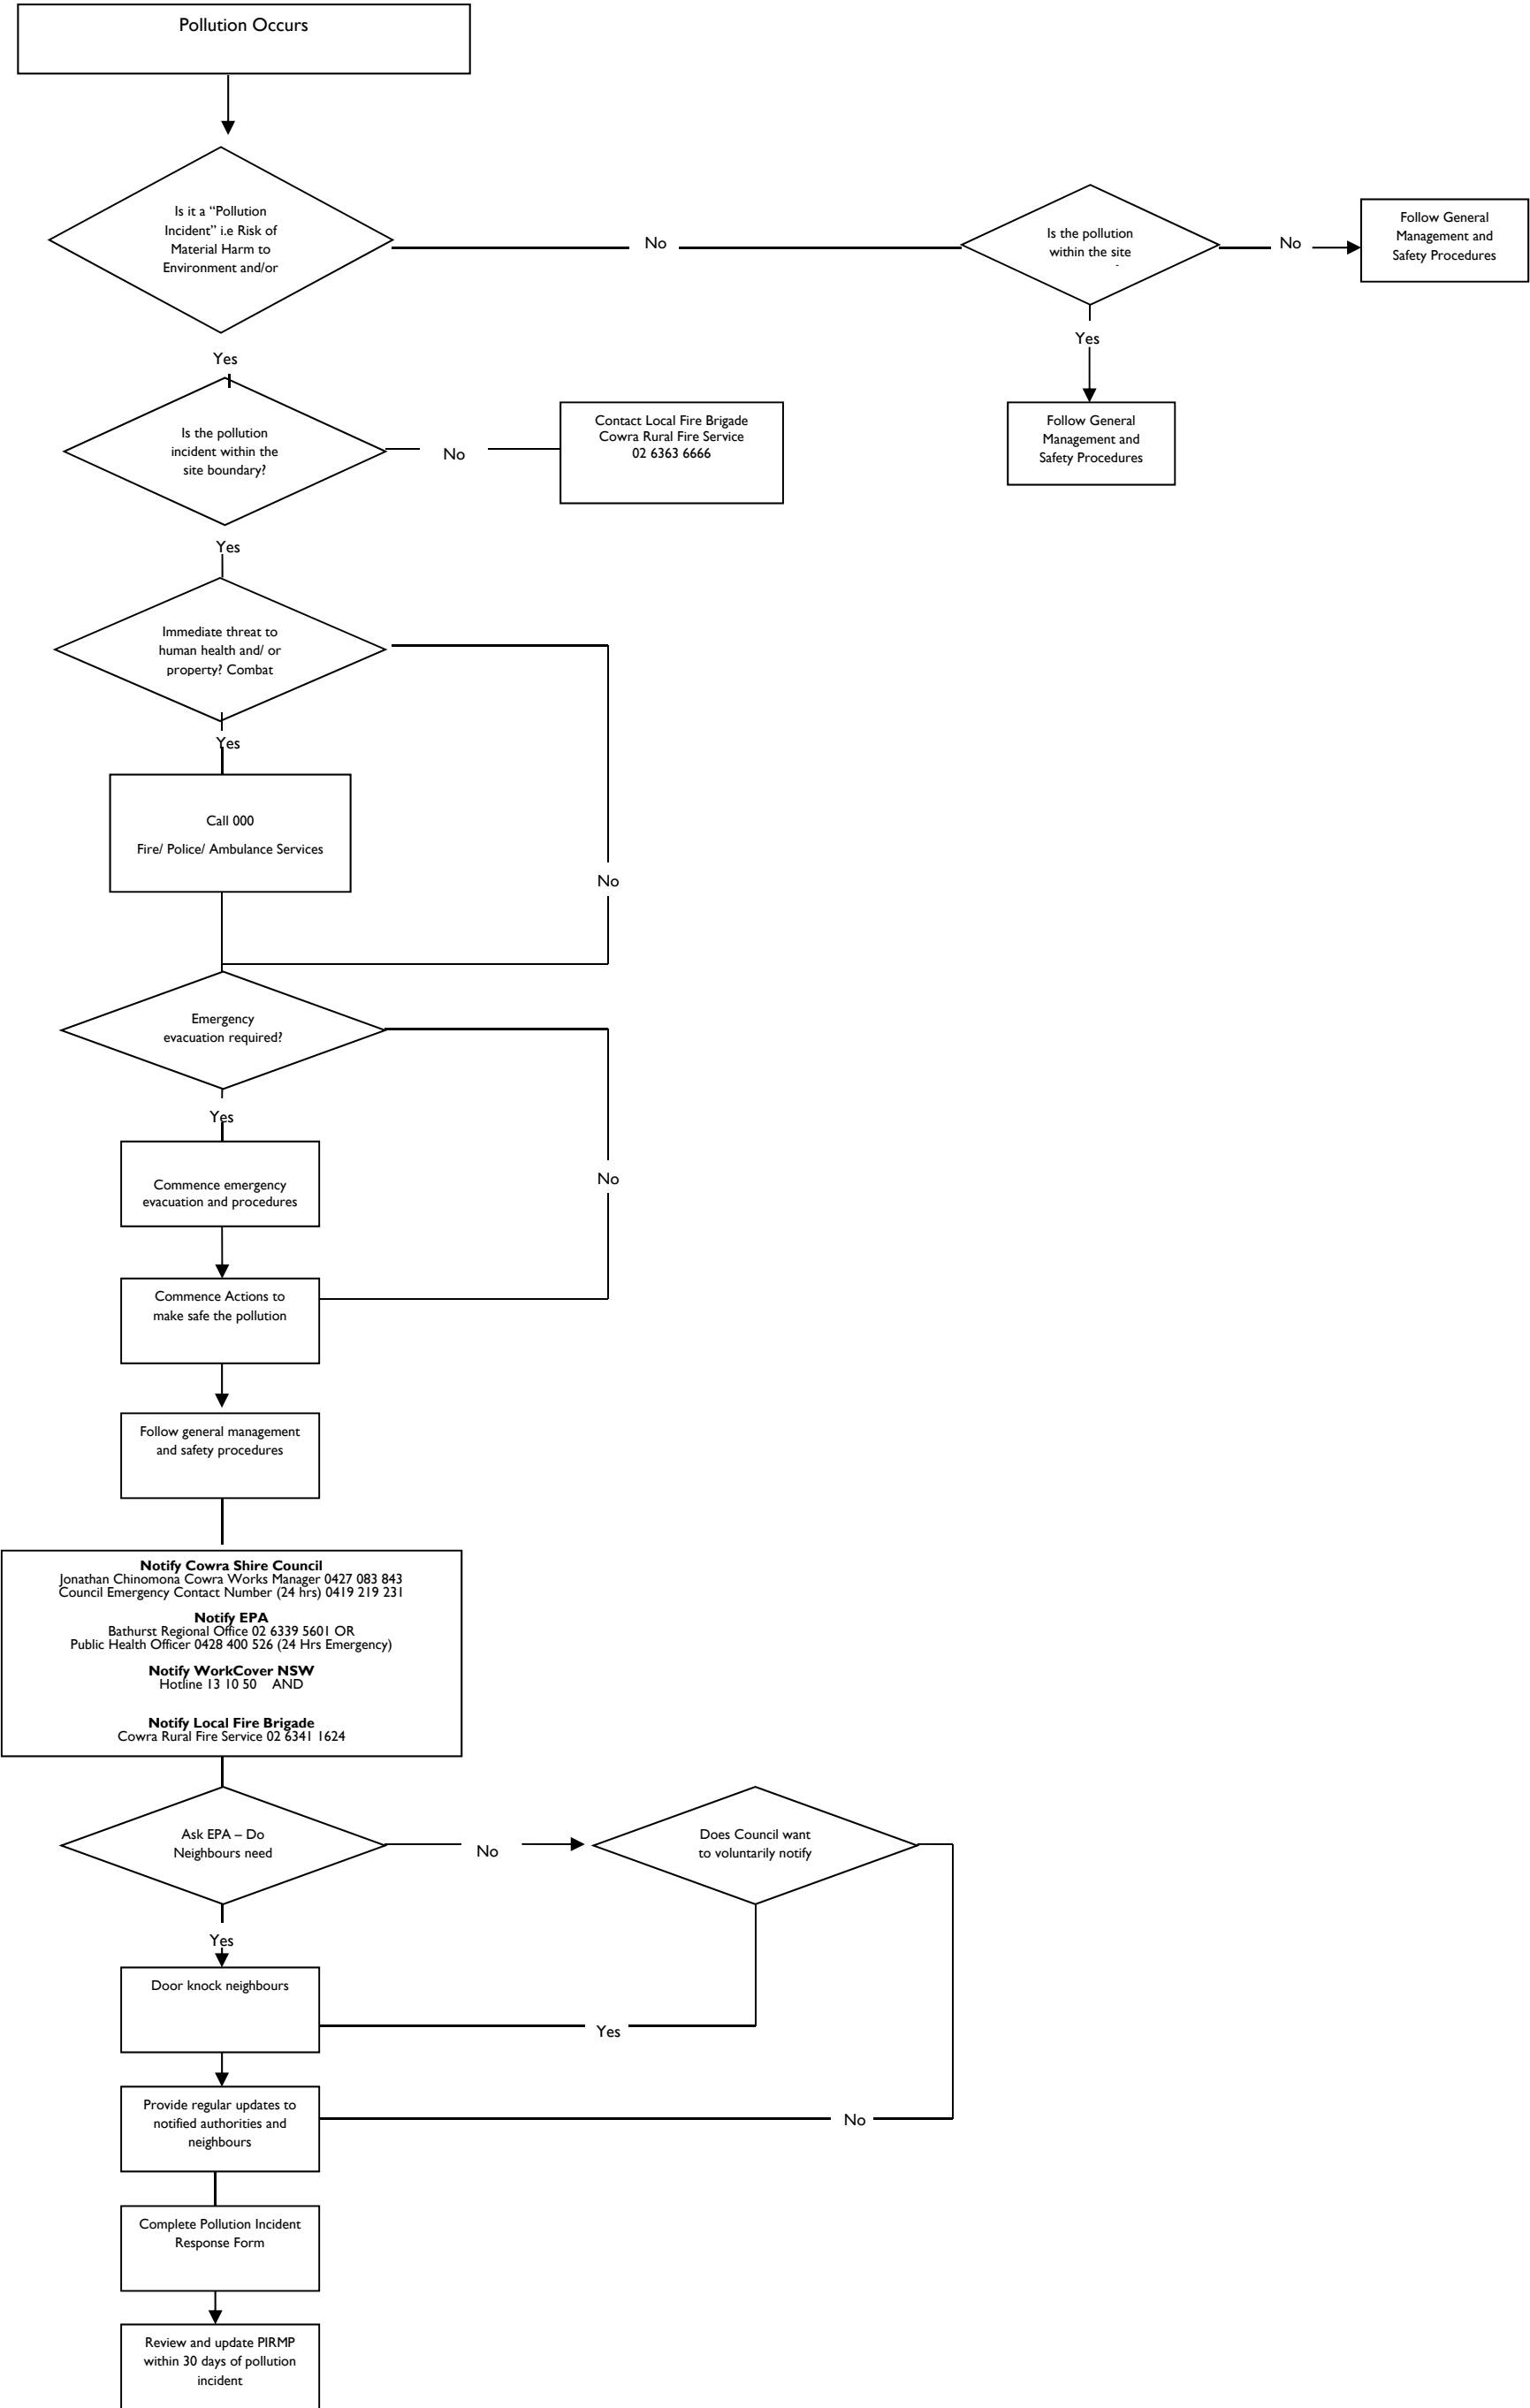 Pollution Occurs
Is it a “Pollution
Incident” i.e Risk of
Material Harm to
Environment and/or
No
Is the pollution
within the site
No
Follow General
Management and
Safety Procedures
Yes
Yes
Follow General
Management and
Safety Procedures
Is the pollution
incident within the
site boundary?
No
Contact Local Fire Brigade
Cowra Rural Fire Service
02 6363 6666
Yes
Immediate threat to
human health and/ or
property? Combat
Yes
Call 000
Fire/ Police/ Ambulance Services
No
Emergency
evacuation required?
Yes
No
Commence emergency
evacuation and procedures
Commence Actions to
make safe the pollution
Follow general management
and safety procedures
Notify Cowra Shire Council
Jonathan Chinomona Cowra Works Manager 0427 083 843
Council Emergency Contact Number (24 hrs) 0419 219 231
Notify EPA
Bathurst Regional Office 02 6339 5601 OR
Public Health Officer 0428 400 526 (24 Hrs Emergency)
Notify WorkCover NSW
Hotline 13 10 50 AND
Notify Local Fire Brigade
Cowra Rural Fire Service 02 6341 1624
Ask EPA – Do
Neighbours need
No
Does Council want
to voluntarily notify
Yes
Door knock neighbours
Yes
Provide regular updates to
notified authorities and
neighbours
No
Complete Pollution Incident
Response Form
Review and update PIRMP
within 30 days of pollution
incident